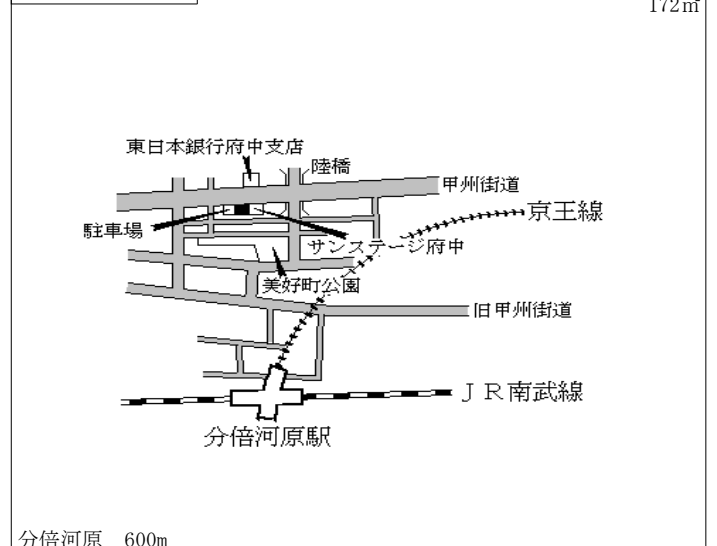 172㎡
東日本銀行府中支店
陸橋
甲州街道
京王線
駐車場
サンステージ府中
美好町公園
旧甲州街道
ＪＲ南武線
分倍河原駅
分倍河原　600m